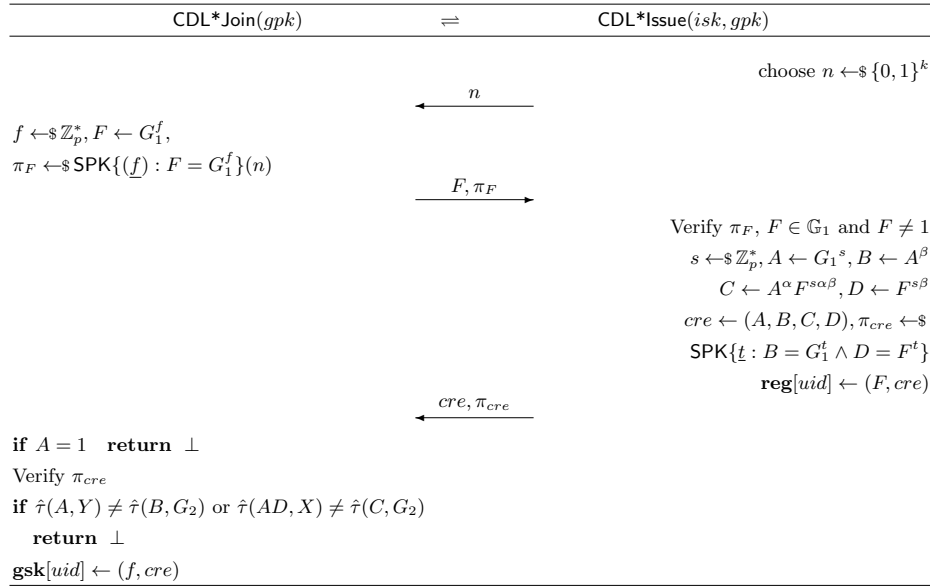 CDL*Join(gpk) ⇌ CDL*Issue(isk, gpk)
choose n ←$ {0, 1}^k
n
f ←$ ℤ_p^*, F ← G_1^f,
π_F ←$ SPK{(f) : F = G_1^f}(n)
F, π_F
Verify π_F, F ∈ 𝔾_1 and F ≠ 1
s ←$ ℤ_p^*, A ← G_1^s, B ← A^β
C ← A^α F^{sαβ}, D ← F^{sβ}
cre ← (A, B, C, D), π_cre ←$
SPK{t : B = G_1^t ∧ D = F^t}
reg[uid] ← (F, cre)
cre, π_cre
if A = 1 return ⊥
Verify π_cre
if τ̂(A, Y) ≠ τ̂(B, G_2) or τ̂(AD, X) ≠ τ̂(C, G_2)
return ⊥
gsk[uid] ← (f, cre)